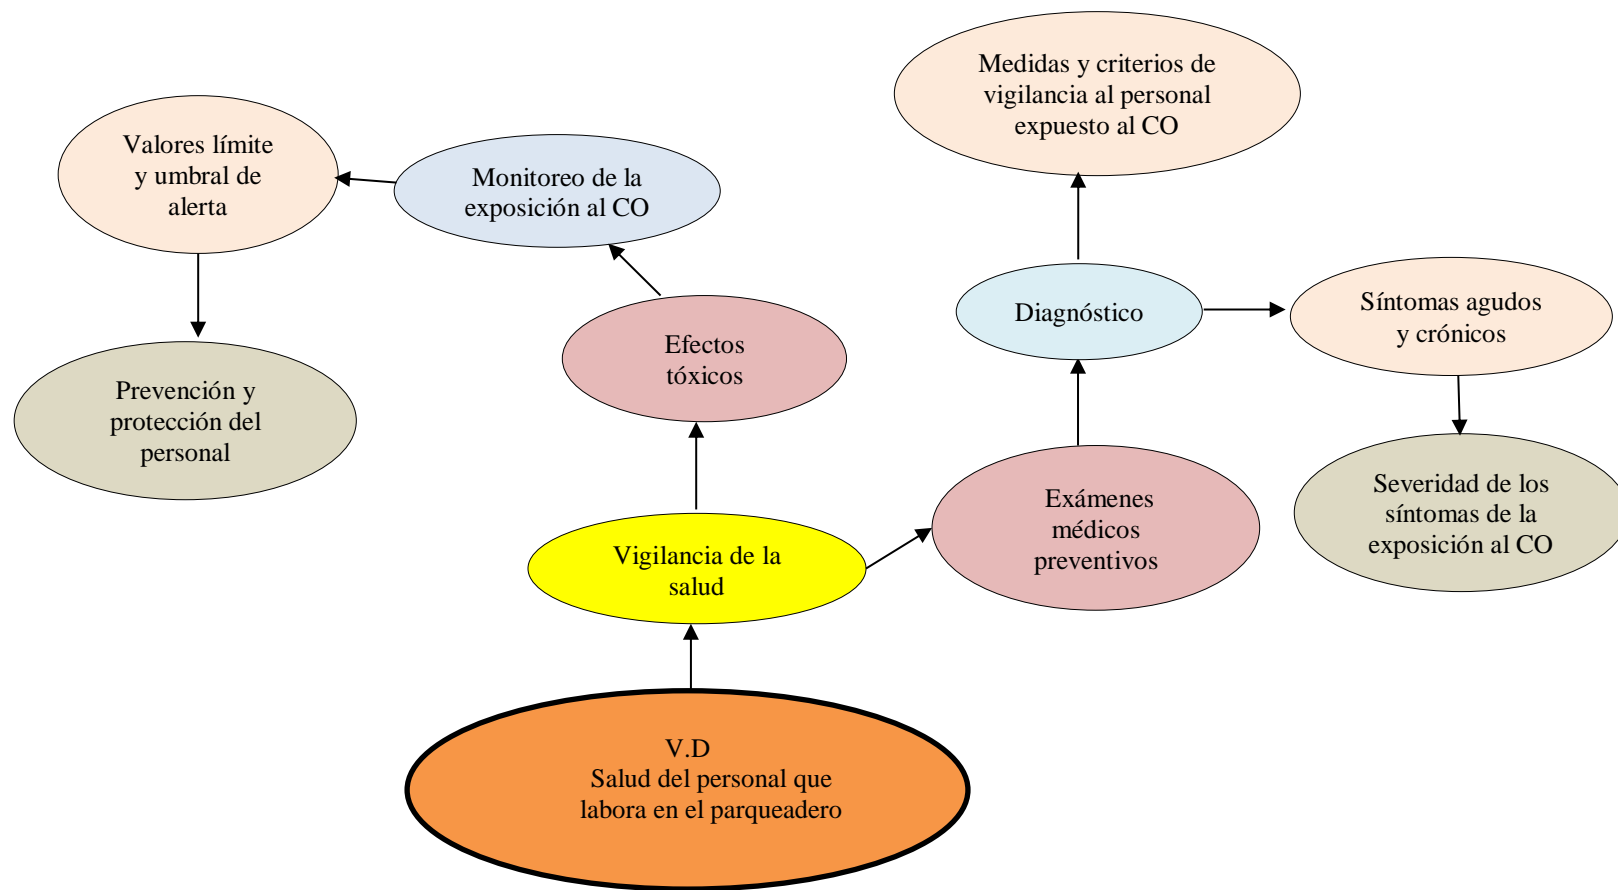 Medidas y criterios de
vigilancia al personal
expuesto al CO
Valores límite
y umbral de
alerta
Monitoreo de la
exposición al CO
Diagnóstico
Síntomas agudos
y crónicos
Efectos
tóxicos
Prevención y
protección del
personal
Exámenes
médicos
preventivos
Severidad de los
síntomas de la
exposición al CO
Vigilancia de la
salud
V.D
Salud del personal que
labora en el parqueadero